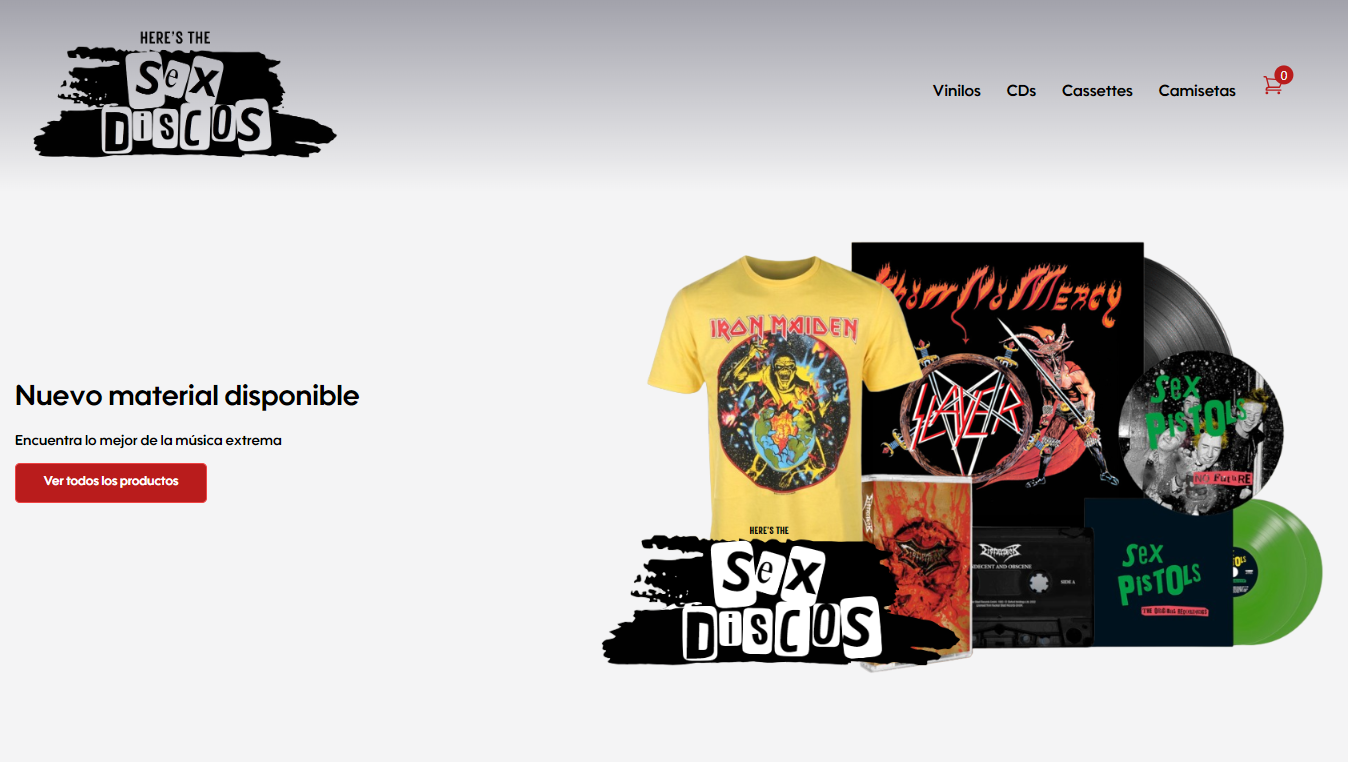 HERE'S THE
Sex
DiSCOS
Vinilos CDs Cassettes Camisetas 0
Nuevo material disponible
Encuentra lo mejor de la música extrema
Ver todos los productos
IRON MAIDEN
Show No Mercy
SLAYER
Sex
PisTOLS
NO FUTURE
HERE'S THE
Sex
DiSCOS
INDECENT AND OBSCENE
SIDE A
Sex
PisTOLS
THE ORIGINAL RECORDINGS